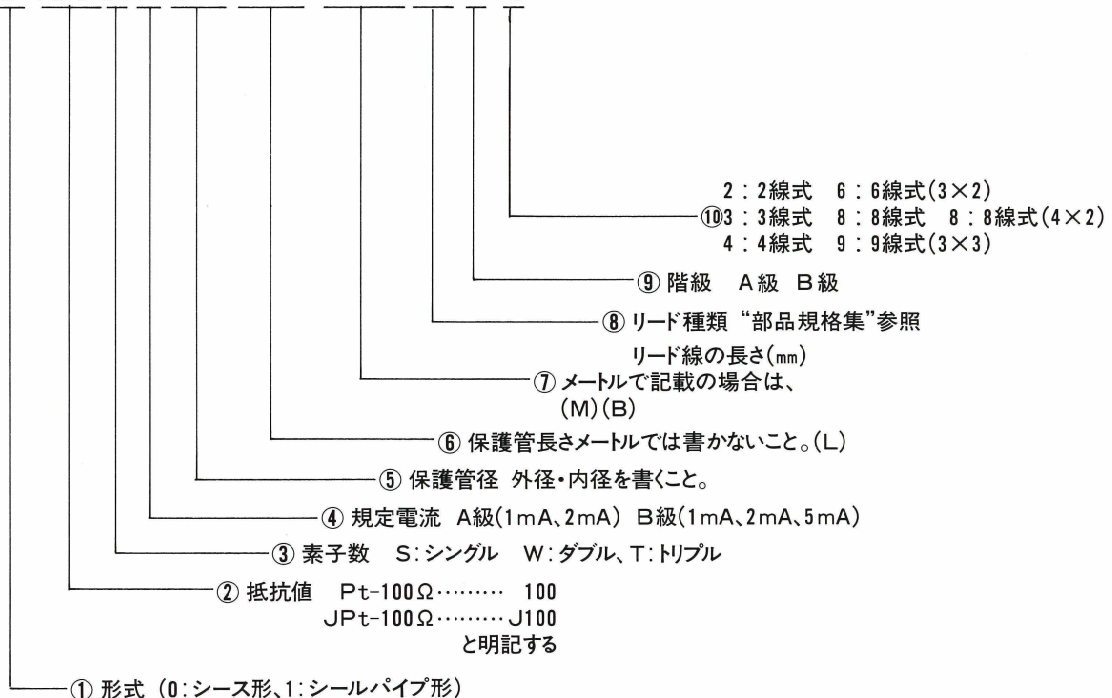 2：2線式 6：6線式(3×2)
⑩3：3線式 8：8線式 8：8線式(4×2)
4：4線式 9：9線式(3×3)
⑨ 階級 A級 B級
⑧ リード種類 “部品規格集”参照
リード線の長さ(mm)
⑦ メートルで記載の場合は、
(M)(B)
⑥ 保護管長さメートルでは書かないこと。(L)
⑤ 保護管径 外径・内径を書くこと。
④ 規定電流 A級(1mA、2mA) B級(1mA、2mA、5mA)
③ 素子数 S：シングル W：ダブル、T：トリプル
② 抵抗値 Pt-100Ω……… 100
JPt-100Ω……… J100
と明記する
① 形式 (0：シース形、1：シールパイプ形)